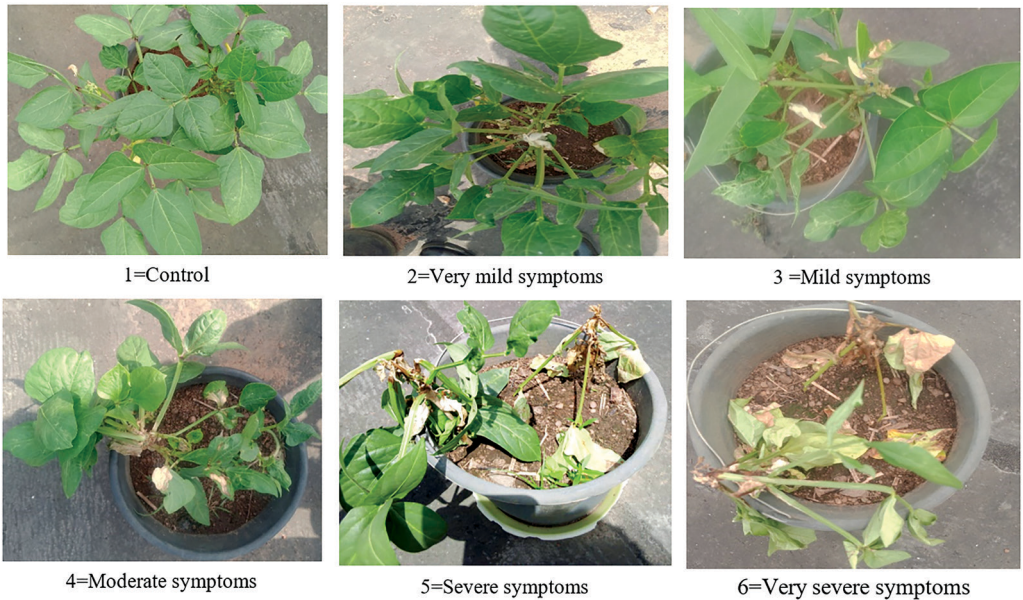 1=Control
2=Very mild symptoms
3 =Mild symptoms
4=Moderate symptoms
5=Severe symptoms
6=Very severe symptoms